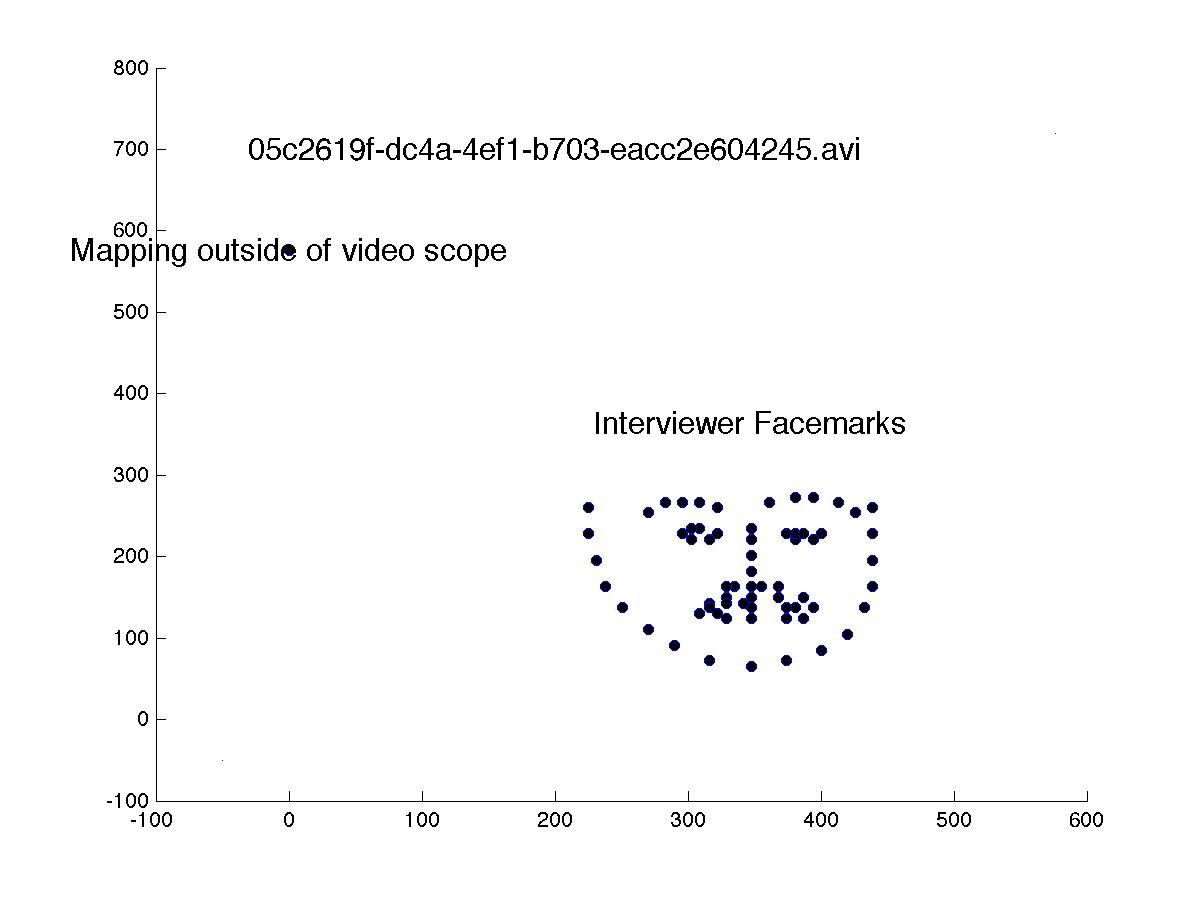 800
700
05c2619f-dc4a-4ef1-b703-eacc2e604245.avi
600
Mapping outside of video scope
500
400
Interviewer Facemarks
300
200
100
0
-100
-100 0 100 200 300 400 500 600